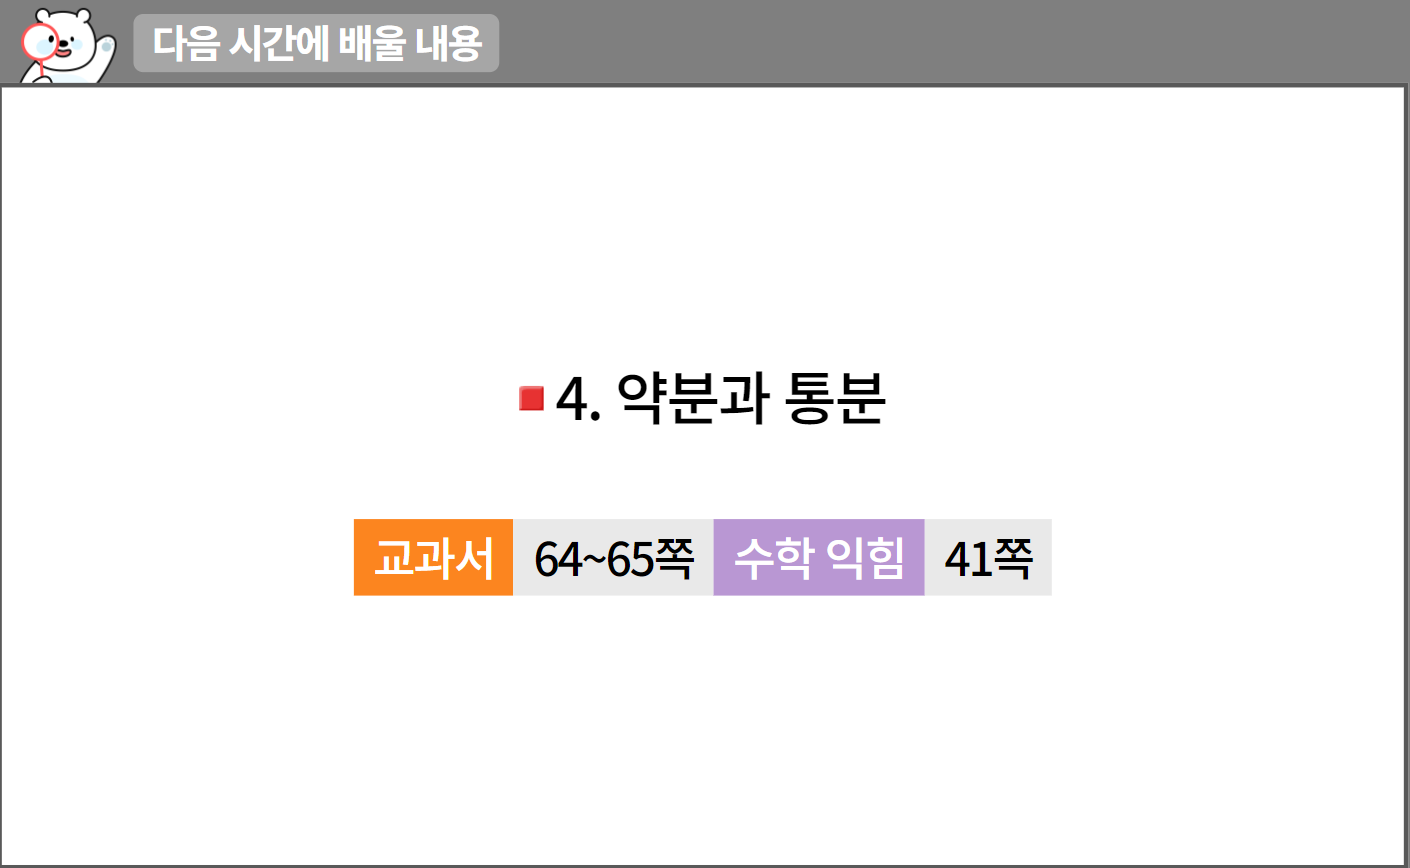 다음 시간에 배울 내용
4. 약분과 통분
교과서 64~65쪽 수학 익힘 41쪽